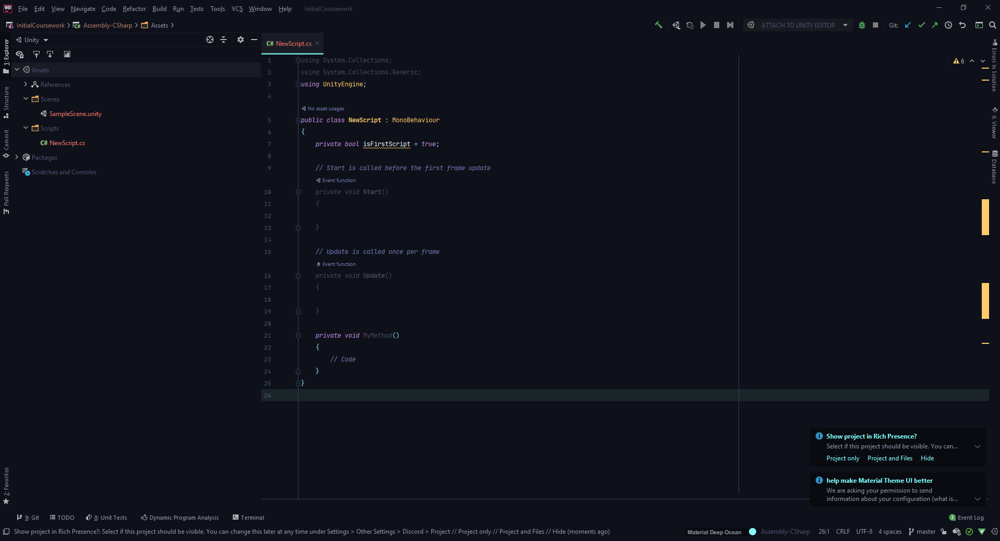 RD File Edit View Navigate Code Refactor Build Run Tests Tools VCS Window Help InitialCoursework
InitialCoursework Assembly-CSharp Assets
ATTACH TO UNITY EDITOR Git:
Unity
C# NewScript.cs
1: Explorer
Structure
Commit
Pull Requests
2: Favorites
Assets
References
Scenes
SampleScene.unity
Scripts
C# NewScript.cs
Packages
Scratches and Consoles
1 using System.Collections;
2 using System.Collections.Generic;
3 using UnityEngine;
4
No asset usages
5 public class NewScript : MonoBehaviour
6 {
7 private bool isFirstScript = true;
8
9 // Start is called before the first frame update
Event function
10 private void Start()
11 {
12
13 }
14
15 // Update is called once per frame
Event function
16 private void Update()
17 {
18
19 }
20
21 private void MyMethod()
22 {
23 // Code
24 }
25 }
26
6
Errors In Solution
IL Viewer
Database
Show project in Rich Presence?
Select if this project should be visible. You can...
Project only Project and Files Hide
help make Material Theme UI better
We are asking your permission to send
information about your configuration (what is...
9: Git TODO 8: Unit Tests Dynamic Program Analysis Terminal
3 Event Log
Show project in Rich Presence?: Select if this project should be visible. You can change this later at any time under Settings > Other Settings > Discord > Project // Project only // Project and Files // Hide (moments ago)
Material Deep Ocean Assembly-CSharp 26:1 CRLF UTF-8 4 spaces master